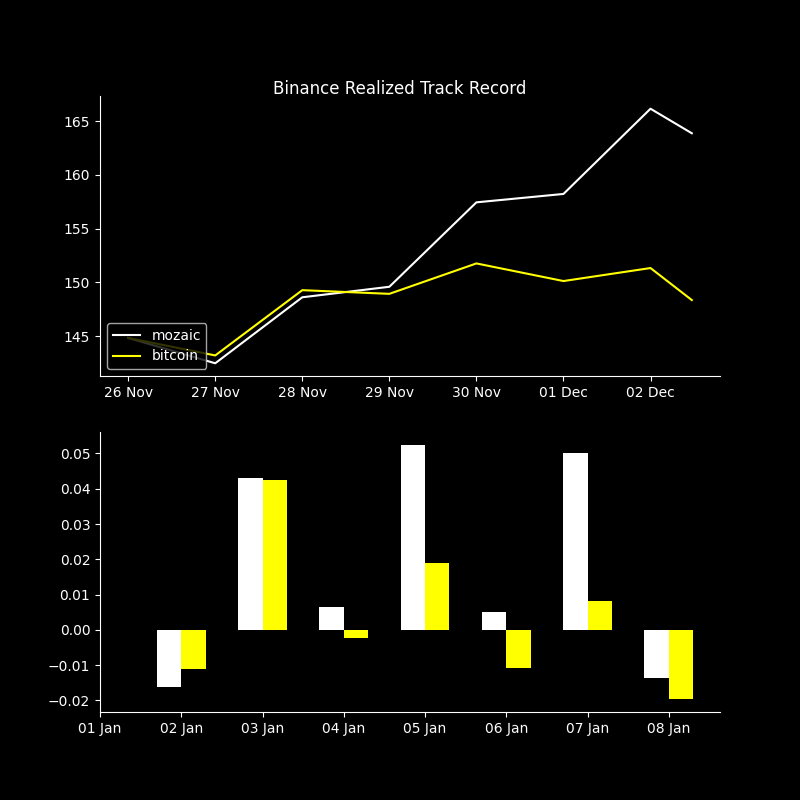 Binance Realized Track Record
165
160
155
150
145
mozaic
bitcoin
26 Nov 27 Nov 28 Nov 29 Nov 30 Nov 01 Dec 02 Dec
0.05
0.04
0.03
0.02
0.01
0.00
−0.01
−0.02
01 Jan 02 Jan 03 Jan 04 Jan 05 Jan 06 Jan 07 Jan 08 Jan